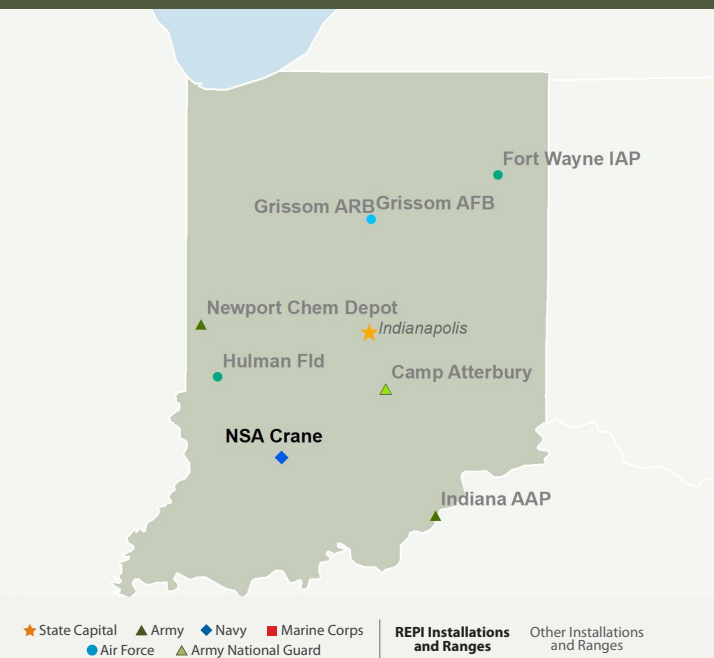 Fort Wayne IAP
Grissom ARB Grissom AFB
Newport Chem Depot
Indianapolis
Hulman Fld
Camp Atterbury
NSA Crane
Indiana AAP
State Capital Army Navy Marine Corps
Air Force Army National Guard
REPI Installations
and Ranges
Other Installations
and Ranges